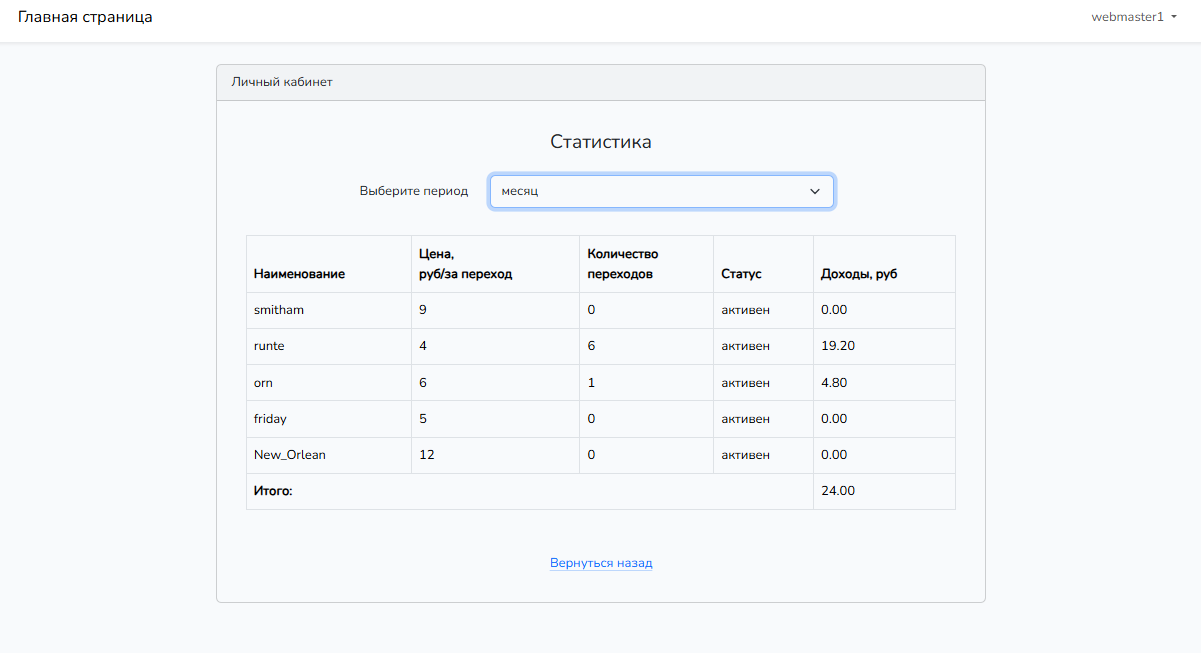 Главная страница
webmaster1
Личный кабинет
Статистика
Выберите период месяц
Наименование Цена, руб/за переход Количество переходов Статус Доходы, руб
smitham 9 0 активен 0.00
runte 4 6 активен 19.20
orn 6 1 активен 4.80
friday 5 0 активен 0.00
New_Orlean 12 0 активен 0.00
Итого: 24.00
Вернуться назад